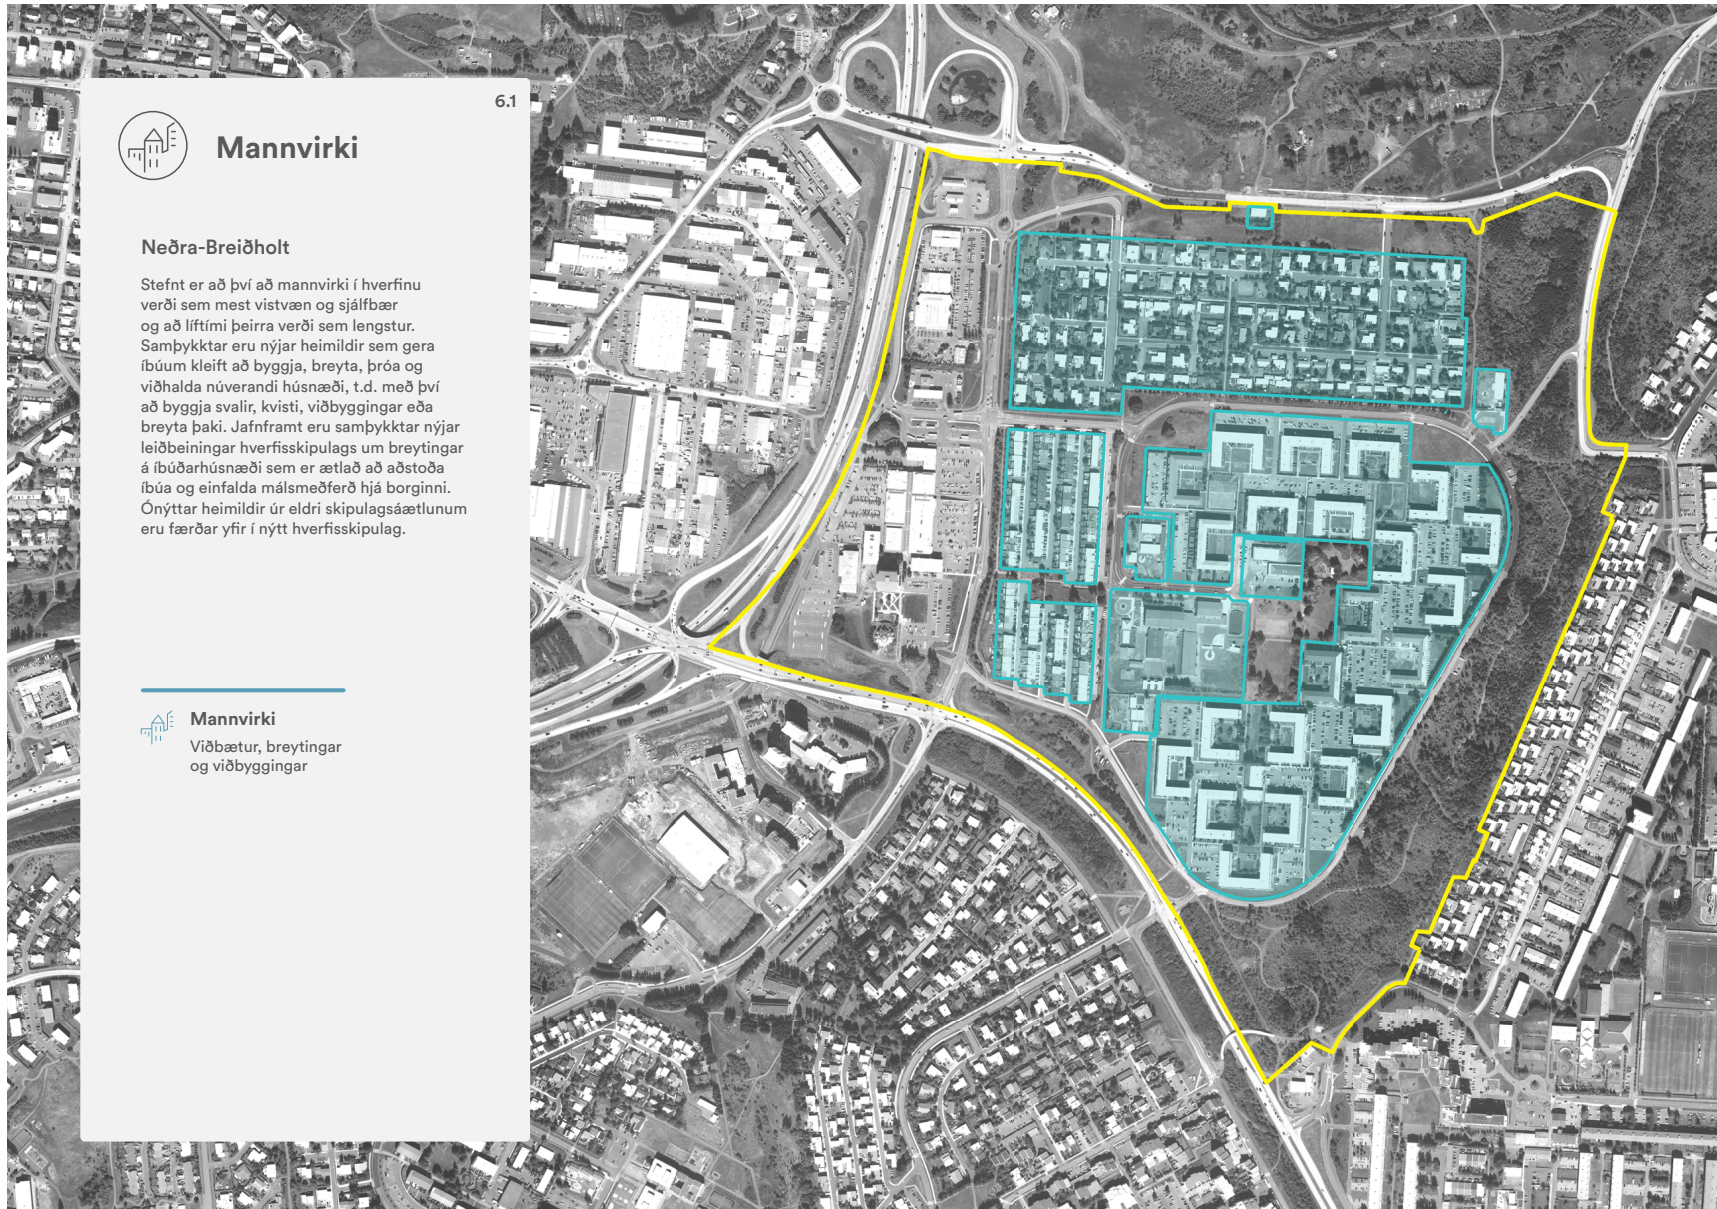 6.1
Mannvirki
Neðra-Breiðholt
Stefnt er að því að mannvirki í hverfinu
verði sem mest vistvæn og sjálfbær
og að líftími þeirra verði sem lengstur.
Samþykktar eru nýjar heimildir sem gera
íbúum kleift að byggja, breyta, þróa og
viðhalda núverandi húsnæði, t.d. með því
að byggja svalir, kvisti, viðbyggingar eða
breyta þaki. Jafnframt eru samþykktar nýjar
leiðbeiningar hverfisskipulags um breytingar
á íbúðarhúsnæði sem er ætlað að aðstoða
íbúa og einfalda málsmeðferð hjá borginni.
Ónýttar heimildir úr eldri skipulagsáætlunum
eru færðar yfir í nýtt hverfisskipulag.
Mannvirki
Viðbætur, breytingar
og viðbyggingar